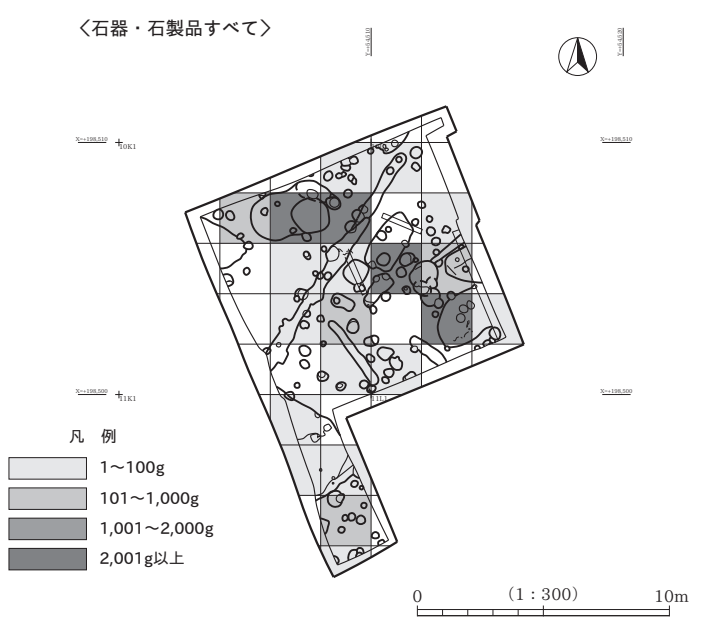 〈石器・石製品すべて〉
X=+198,510
10K1
X=+198,510
X=+198,500
11K1
11L1
X=+198,500
凡 例
1～100g
101～1,000g
1,001～2,000g
2,001g以上
0 （1：300） 10m